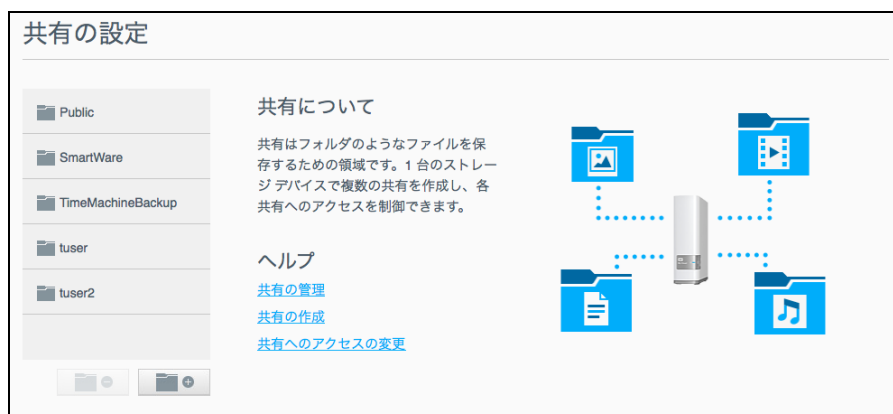 共有の設定
Public
SmartWare
TimeMachineBackup
tuser
tuser2
共有について
共有はフォルダのようなファイルを保
存するための領域です。1 台のストレー
ジ デバイスで複数の共有を作成し、各
共有へのアクセスを制御できます。
ヘルプ
共有の管理
共有の作成
共有へのアクセスの変更